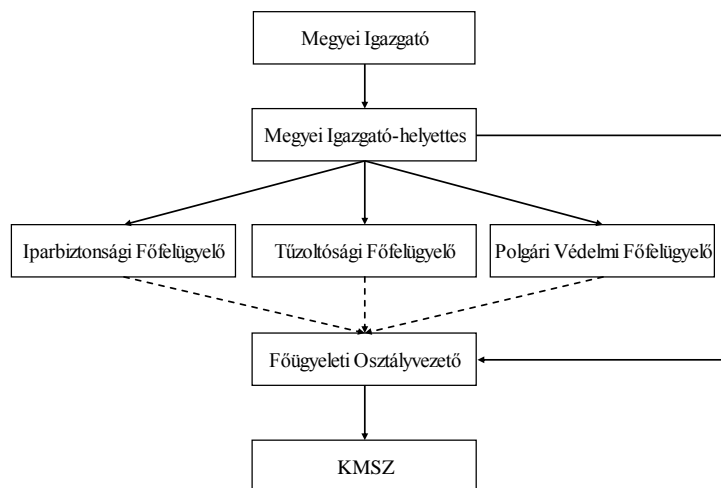 Megyei Igazgató
Megyei Igazgató-helyettes
Iparbiztonsági Főfelügyelő
Tűzoltósági Főfelügyelő
Polgári Védelmi Főfelügyelő
Főügyeleti Osztályvezető
KMSZ